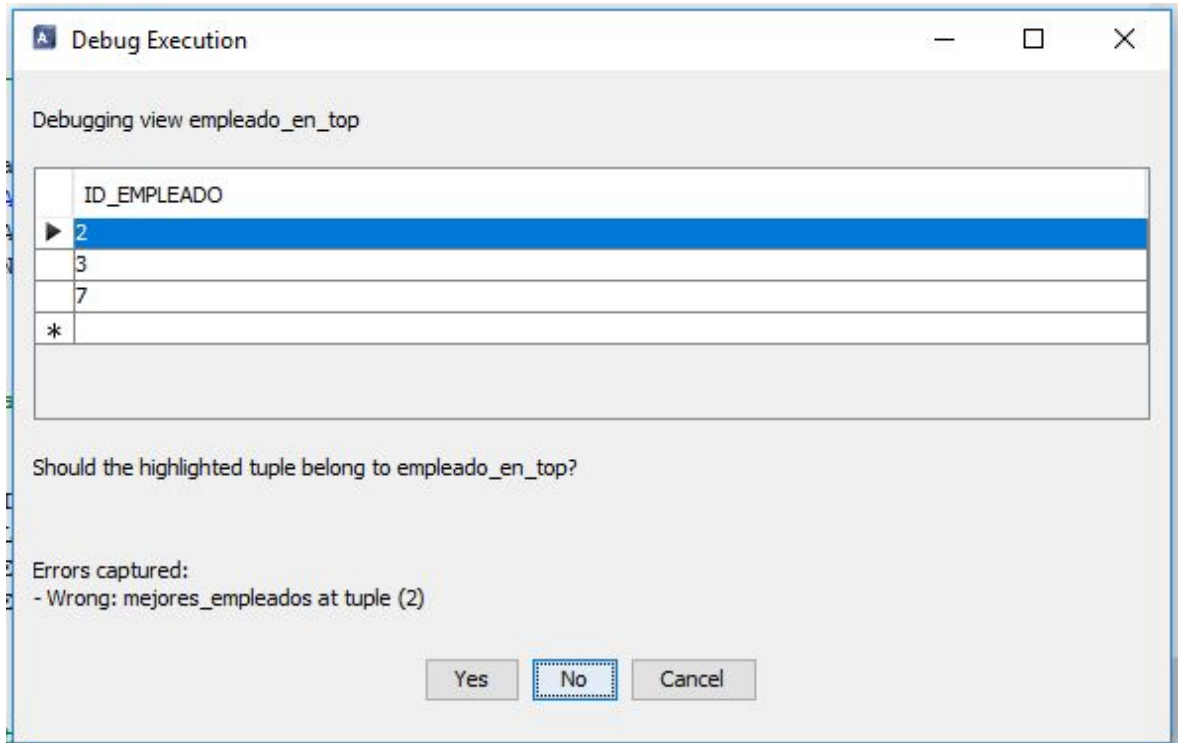 Debug Execution
Debugging view empleado_en_top
ID_EMPLEADO
2
3
7
*
Should the highlighted tuple belong to empleado_en_top?
Errors captured:
- Wrong: mejores_empleados at tuple (2)
Yes No Cancel